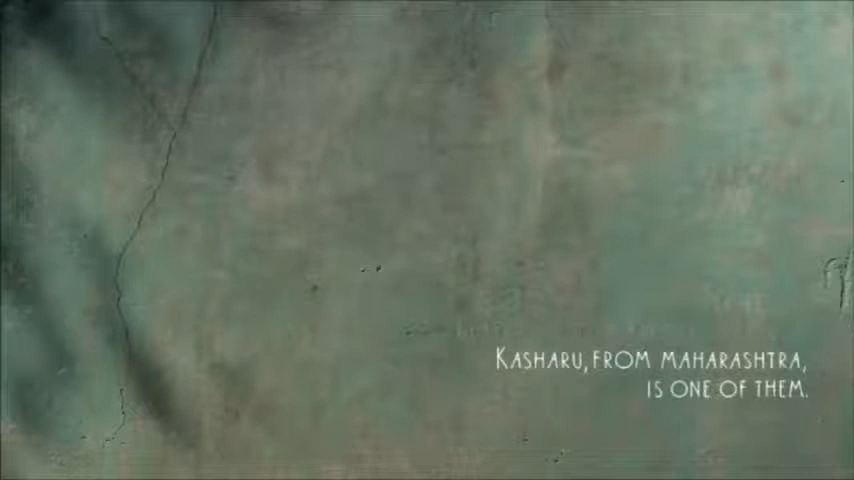 Kasharu, from maharashtra,
is one of them.